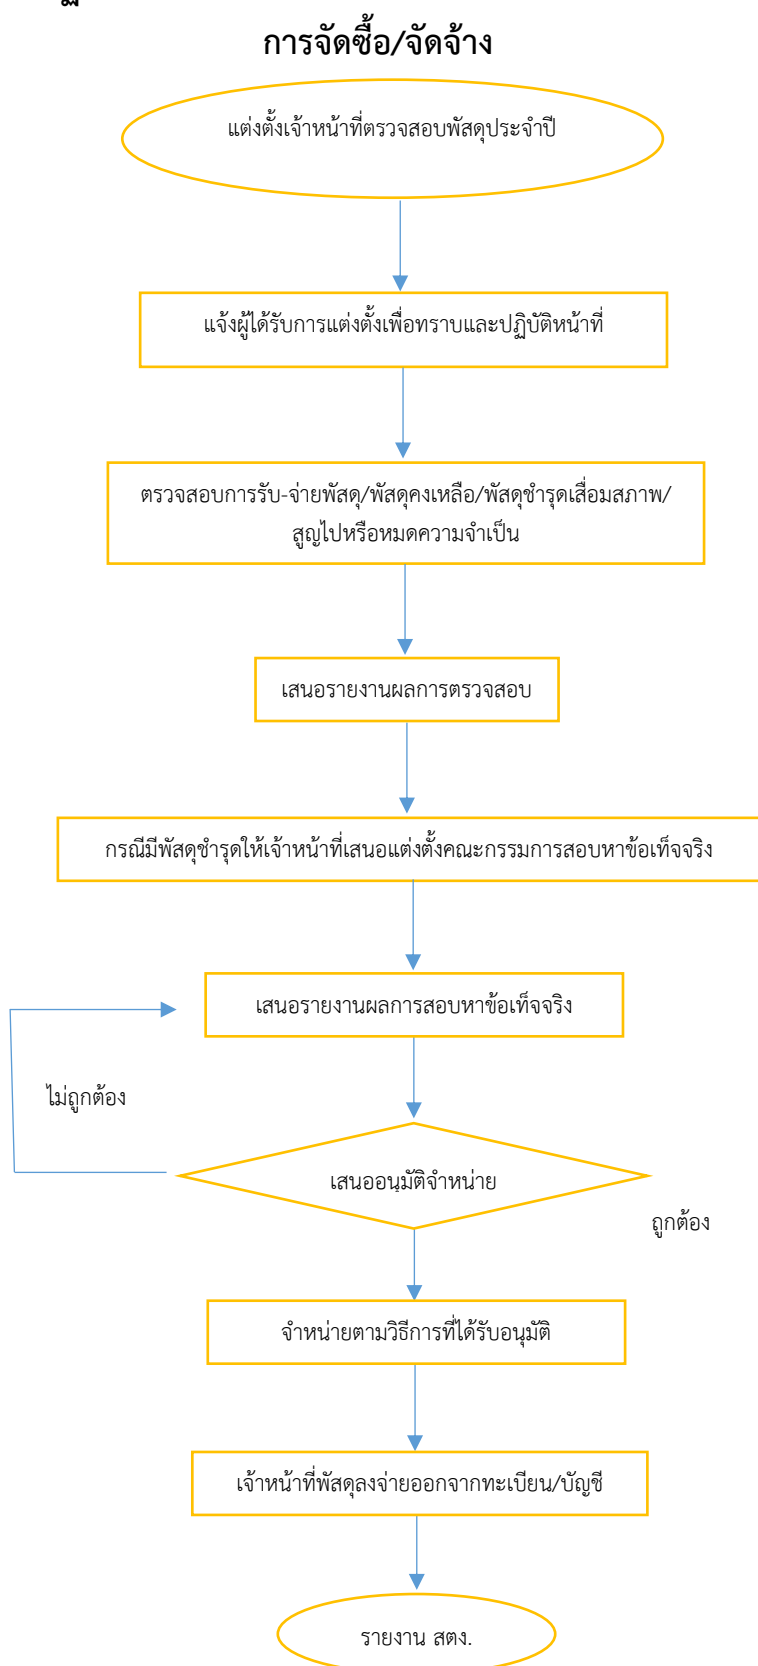 การจัดซื้อ/จัดจ้าง
แต่งตั้งเจ้าหน้าที่ตรวจสอบพัสดุประจำปี
แจ้งผู้ได้รับการแต่งตั้งเพื่อทราบและปฏิบัติหน้าที่
ตรวจสอบการรับ-จ่ายพัสดุ/พัสดุคงเหลือ/พัสดุชำรุดเสื่อมสภาพ/
สูญไปหรือหมดความจำเป็น
เสนอรายงานผลการตรวจสอบ
กรณีมีพัสดุชำรุดให้เจ้าหน้าที่เสนอแต่งตั้งคณะกรรมการสอบหาข้อเท็จจริง
เสนอรายงานผลการสอบหาข้อเท็จจริง
ไม่ถูกต้อง
เสนออนุมัติจำหน่าย
ถูกต้อง
จำหน่ายตามวิธีการที่ได้รับอนุมัติ
เจ้าหน้าที่พัสดุลงจ่ายออกจากทะเบียน/บัญชี
รายงาน สตง.